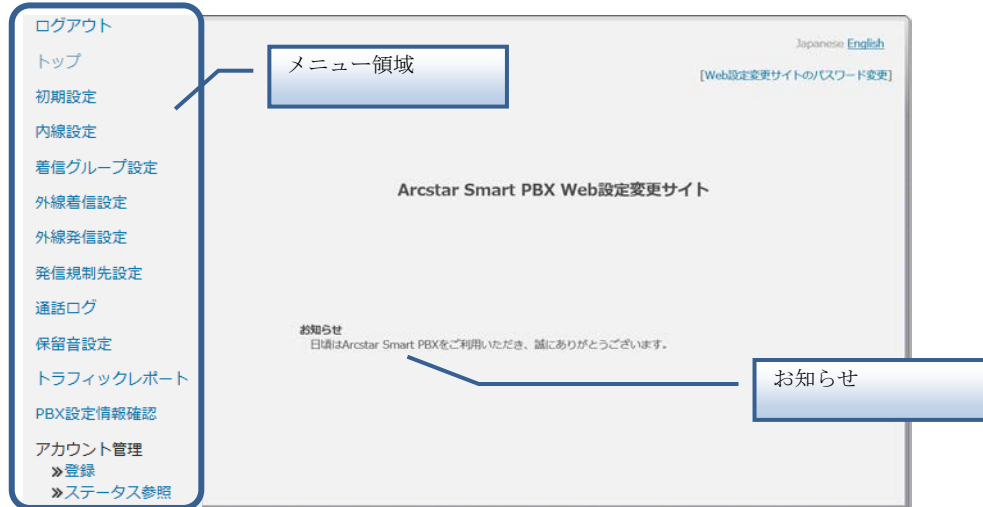 ログアウト
トップ
初期設定
内線設定
着信グループ設定
外線着信設定
外線発信設定
発信規制先設定
通話ログ
保留音設定
トラフィックレポート
PBX設定情報確認
アカウント管理
»登録
»ステータス参照
メニュー領域
Japanese English
[Web設定変更サイトのパスワード変更]
Arcstar Smart PBX Web設定変更サイト
お知らせ
日頃はArcstar Smart PBXをご利用いただき、誠にありがとうございます。
お知らせ